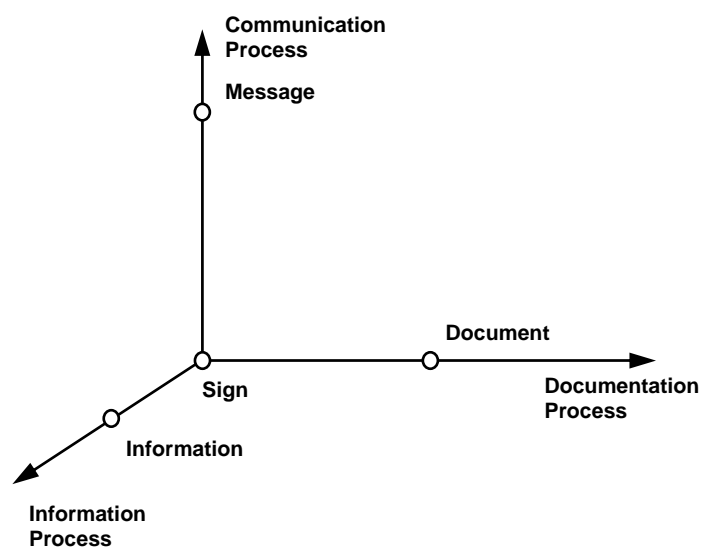 Communication
Process
Message
Document
Sign
Documentation
Process
Information
Information
Process